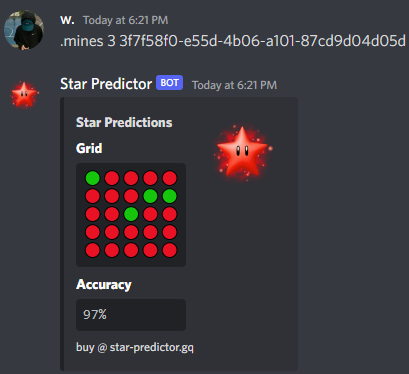 w. Today at 6:21 PM
.mines 3 3f7f58f0-e55d-4b06-a101-87cd9d04d05d
Star Predictor BOT Today at 6:21 PM
Star Predictions
Grid
Accuracy
97%
buy @ star-predictor.gq